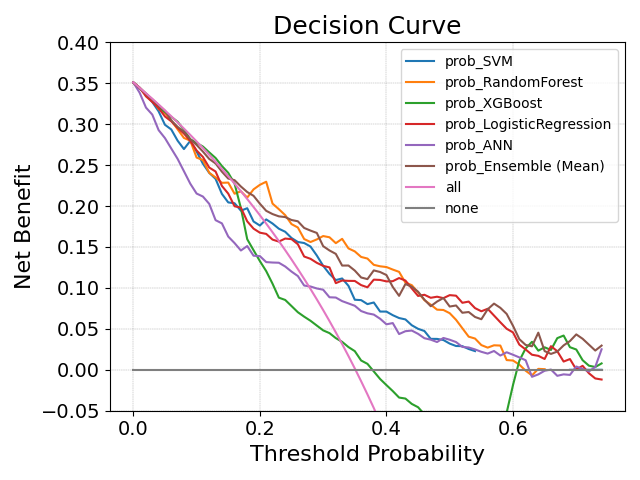 Decision Curve
Net Benefit
0.40
0.35
0.30
0.25
0.20
0.15
0.10
0.05
0.00
−0.05
prob_SVM
prob_RandomForest
prob_XGBoost
prob_LogisticRegression
prob_ANN
prob_Ensemble (Mean)
all
none
0.0 0.2 0.4 0.6
Threshold Probability